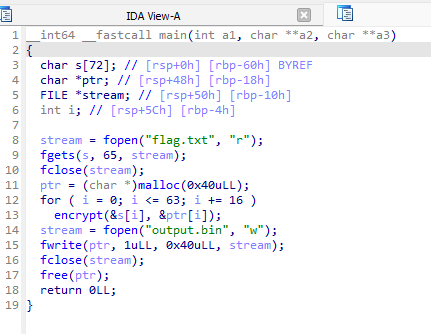 IDA View-A
1 __int64 __fastcall main(int a1, char **a2, char **a3)
2 {
3 char s[72]; // [rsp+0h] [rbp-60h] BYREF
4 char *ptr; // [rsp+48h] [rbp-18h]
5 FILE *stream; // [rsp+50h] [rbp-10h]
6 int i; // [rsp+5Ch] [rbp-4h]
7
8 stream = fopen("flag.txt", "r");
9 fgets(s, 65, stream);
10 fclose(stream);
11 ptr = (char *)malloc(0x40uLL);
12 for ( i = 0; i <= 63; i += 16 )
13 encrypt(&s[i], &ptr[i]);
14 stream = fopen("output.bin", "w");
15 fwrite(ptr, 1uLL, 0x40uLL, stream);
16 fclose(stream);
17 free(ptr);
18 return 0LL;
19 }